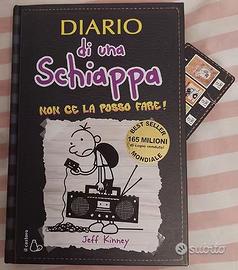 DIARIO
di una
Schiappa
NON CE LA POSSO FARE!
BEST SELLER
165 MILIONI
di copie vendute!
MONDIALE
Jeff Kinney
il castoro
subito